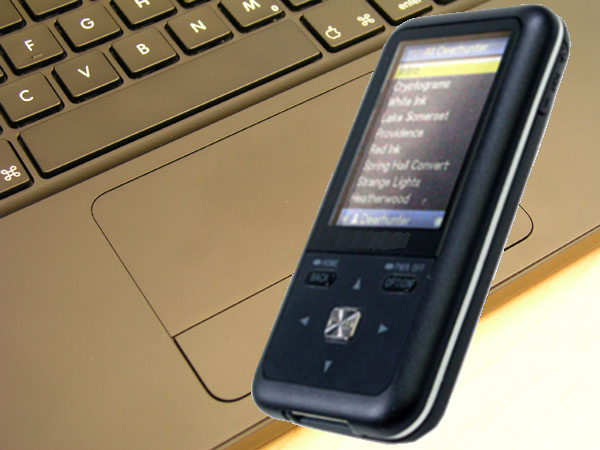 F G
C V B N M
⌘
⌘
All Deerhunter
Intro
Cryptograms
White Ink
Lake Somerset
Providence
Red Ink
Spring Hall Convert
Strange Lights
Heatherwood
Deerhunter
HOME PWR OFF
BACK OPTION